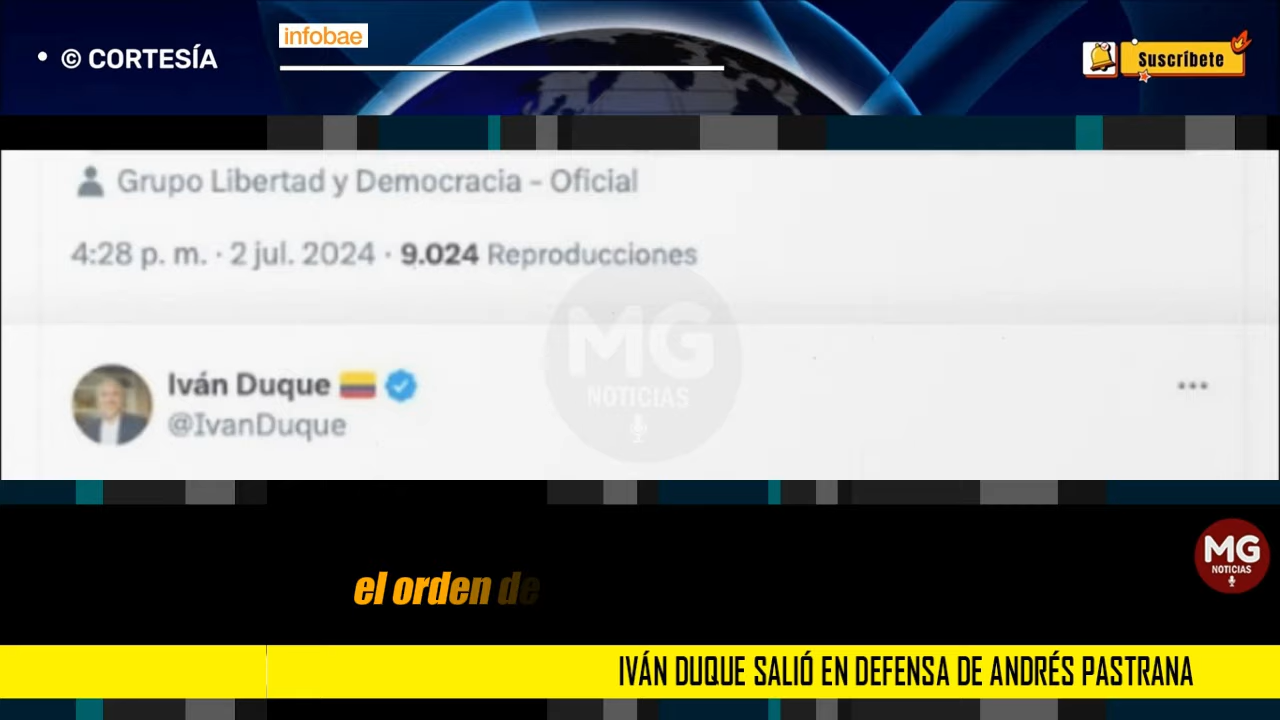 • © CORTESÍA
infobae
Suscríbete
Grupo Libertad y Democracia - Oficial
4:28 p. m. · 2 jul. 2024 · 9.024 Reproducciones
Iván Duque
@IvanDuque
MG
NOTICIAS
el orden de
MG
NOTICIAS
IVÁN DUQUE SALIÓ EN DEFENSA DE ANDRÉS PASTRANA